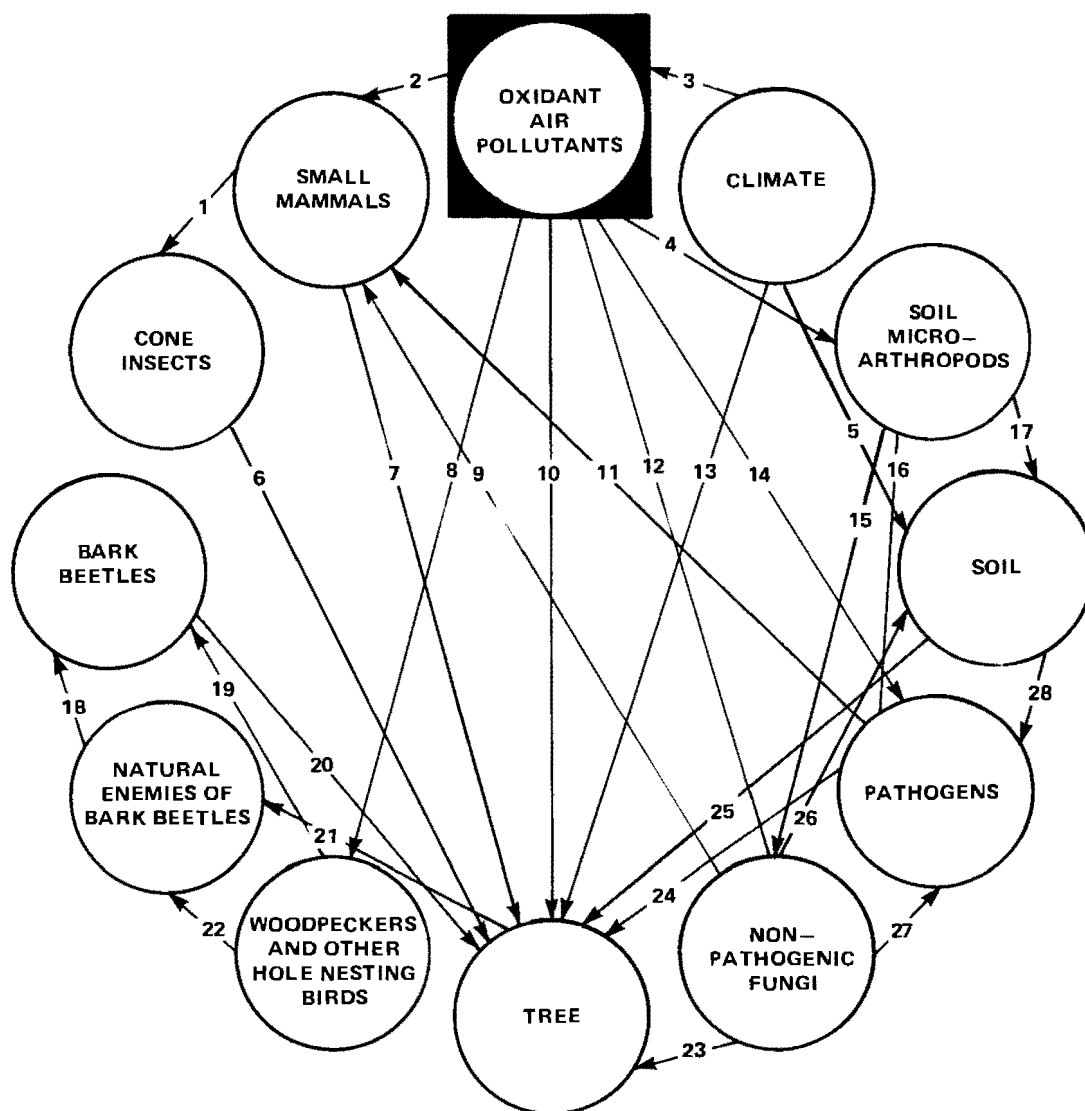 2
3
OXIDANT
AIR
POLLUTANTS
SMALL
MAMMALS
CLIMATE
1
4
CONE
INSECTS
SOIL
MICRO–
ARTHROPODS
5
17
6
7
8
9
10
11
12
13
14
16
15
BARK
BEETLES
SOIL
18
19
28
20
NATURAL
ENEMIES OF
BARK BEETLES
PATHOGENS
21
25
26
24
22
27
WOODPECKERS
AND OTHER
HOLE NESTING
BIRDS
TREE
NON–
PATHOGENIC
FUNGI
23